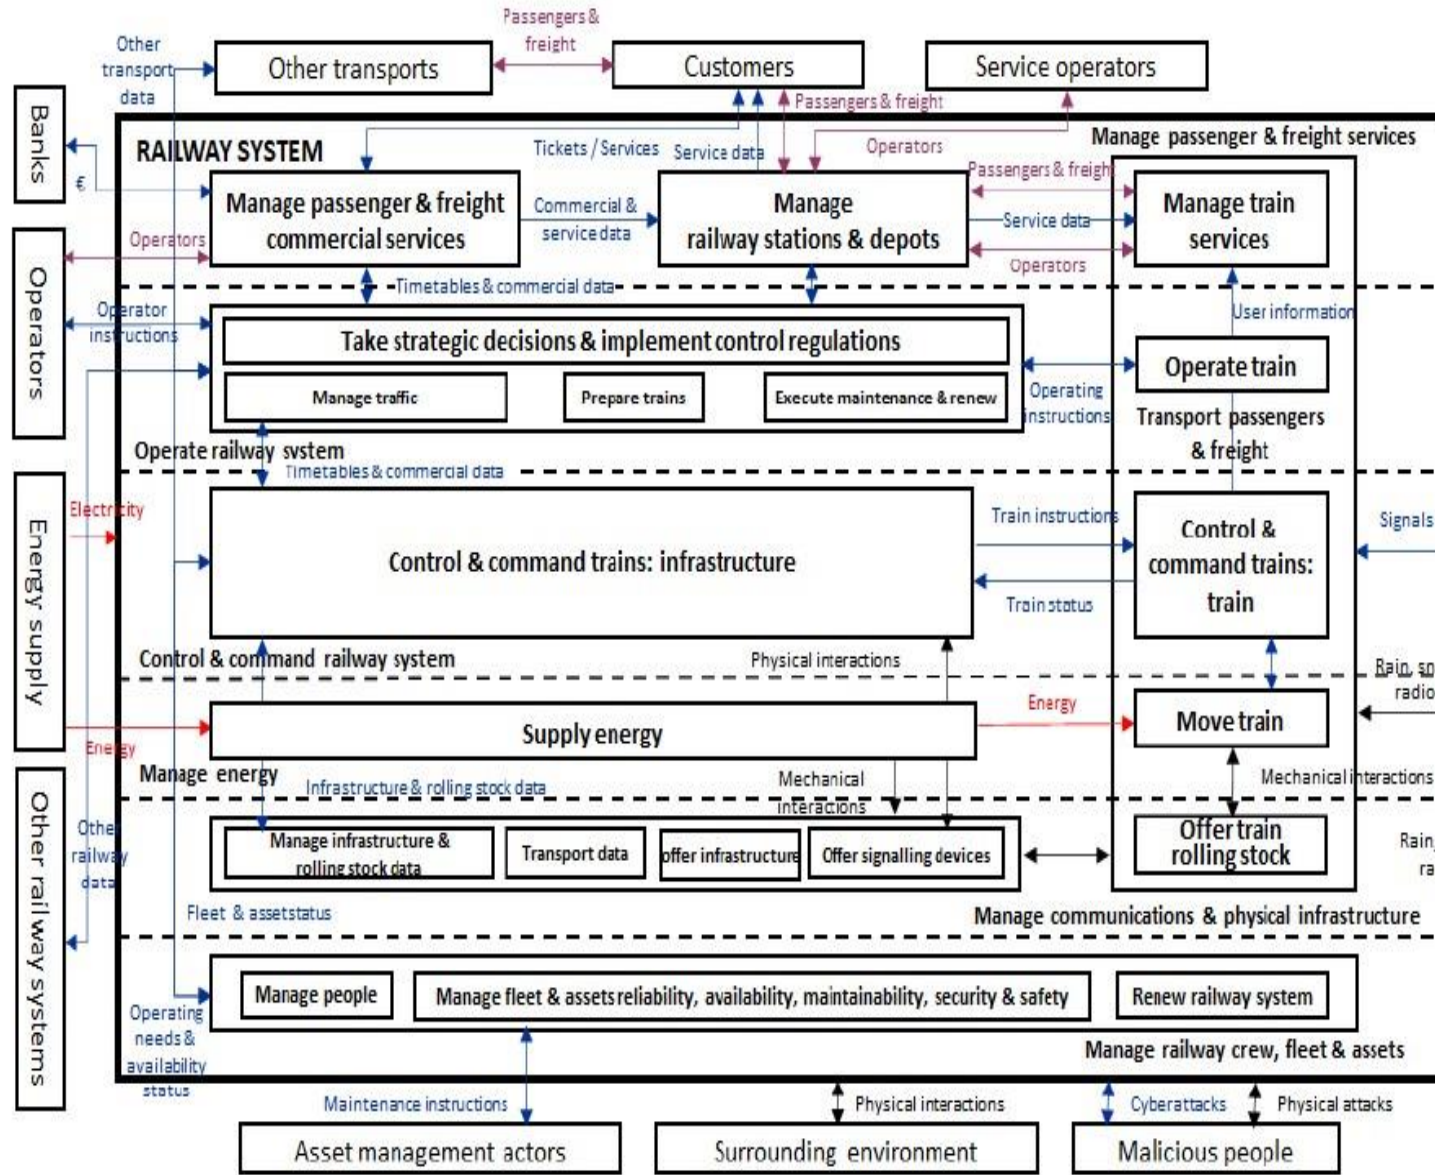 Passengers &
freight
Other
transport
data
Other transports
Customers
Service operators
Banks
€
Passengers & freight
Operators
Manage passenger & freight services
RAILWAY SYSTEM
Tickets / Services
Service data
Manage passenger & freight
commercial services
Commercial &
service data
Manage
railway stations & depots
Passengers & freight
Service data
Operators
Manage train
services
Operators
Operators
Timetables & commercial data
Operator
instructions
User information
Take strategic decisions & implement control regulations
Manage traffic
Prepare trains
Execute maintenance & renew
Operating
instructions
Operate train
Transport passengers
& freight
Operate railway system
Timetables & commercial data
Energy supply
Electricity
Control & command trains: infrastructure
Train instructions
Train status
Control &
command trains:
train
Signals
Control & command railway system
Physical interactions
Rain, sn
radio
Supply energy
Energy
Move train
Energy
Manage energy
Infrastructure & rolling stock data
Mechanical
interactions
Mechanical interactions
Other railway systems
Other
railway
data
Manage infrastructure &
rolling stock data
Transport data
offer infrastructure
Offer signalling devices
Offer train
rolling stock
Rain,
ra
Fleet & asset status
Manage communications & physical infrastructure
Manage people
Manage fleet & assets reliability, availability, maintainability, security & safety
Renew railway system
Operating
needs &
availability
status
Manage railway crew, fleet & assets
Maintenance instructions
Physical interactions
Cyberattacks
Physical attacks
Asset management actors
Surrounding environment
Malicious people